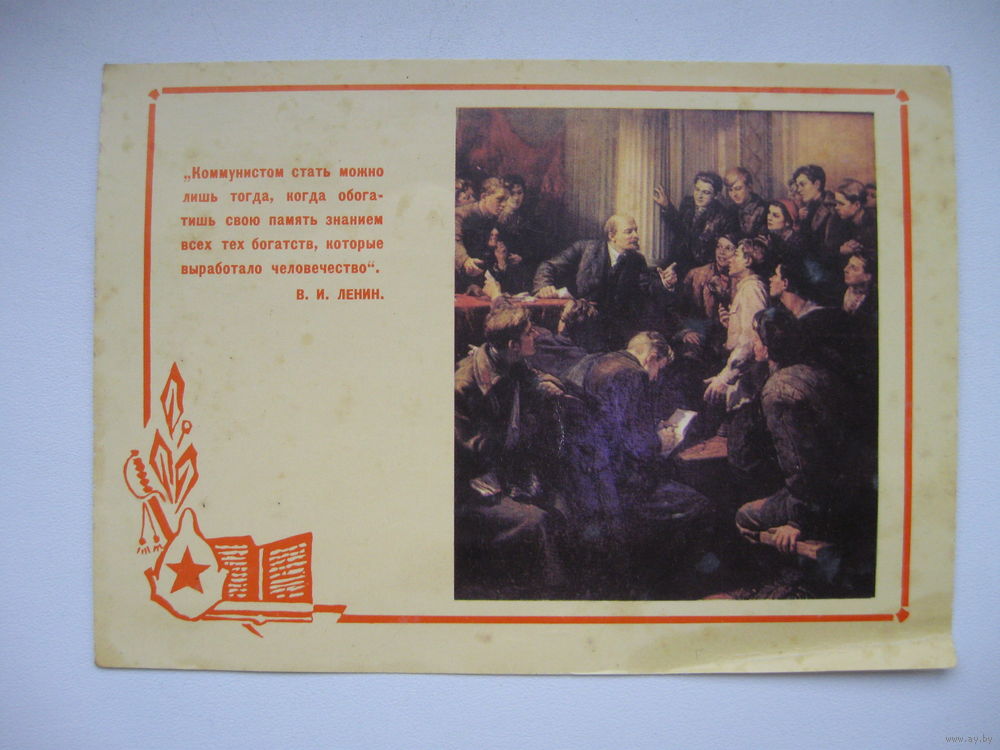 „Коммунистом стать можно
лишь тогда, когда обога-
тишь свою память знанием
всех тех богатств, которые
выработало человечество“.
В. И. ЛЕНИН.
www.ay.by